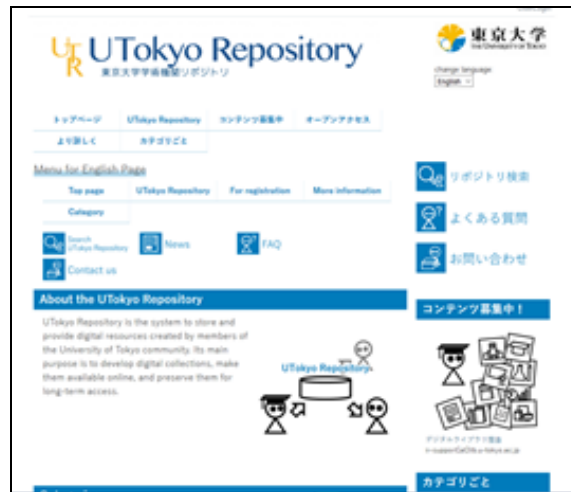 UTokyo Repository
東京大学学術機関リポジトリ
東京大学
THE UNIVERSITY OF TOKYO
change language
English
トップページ UTokyo Repository コンテンツ募集中 オープンアクセス
より詳しく カテゴリごと
Menu for English Page
Top page UTokyo Repository For registration More information
Category
Search
UTokyo Repository
News
FAQ
Contact us
リポジトリ検索
よくある質問
お問い合わせ
About the UTokyo Repository
UTokyo Repository is the system to store and
provide digital resources created by members of
the University of Tokyo community. Its main
purpose is to develop digital collections, make
them available online, and preserve them for
long-term access.
UTokyo Repository
コンテンツ募集中！
カテゴリごと